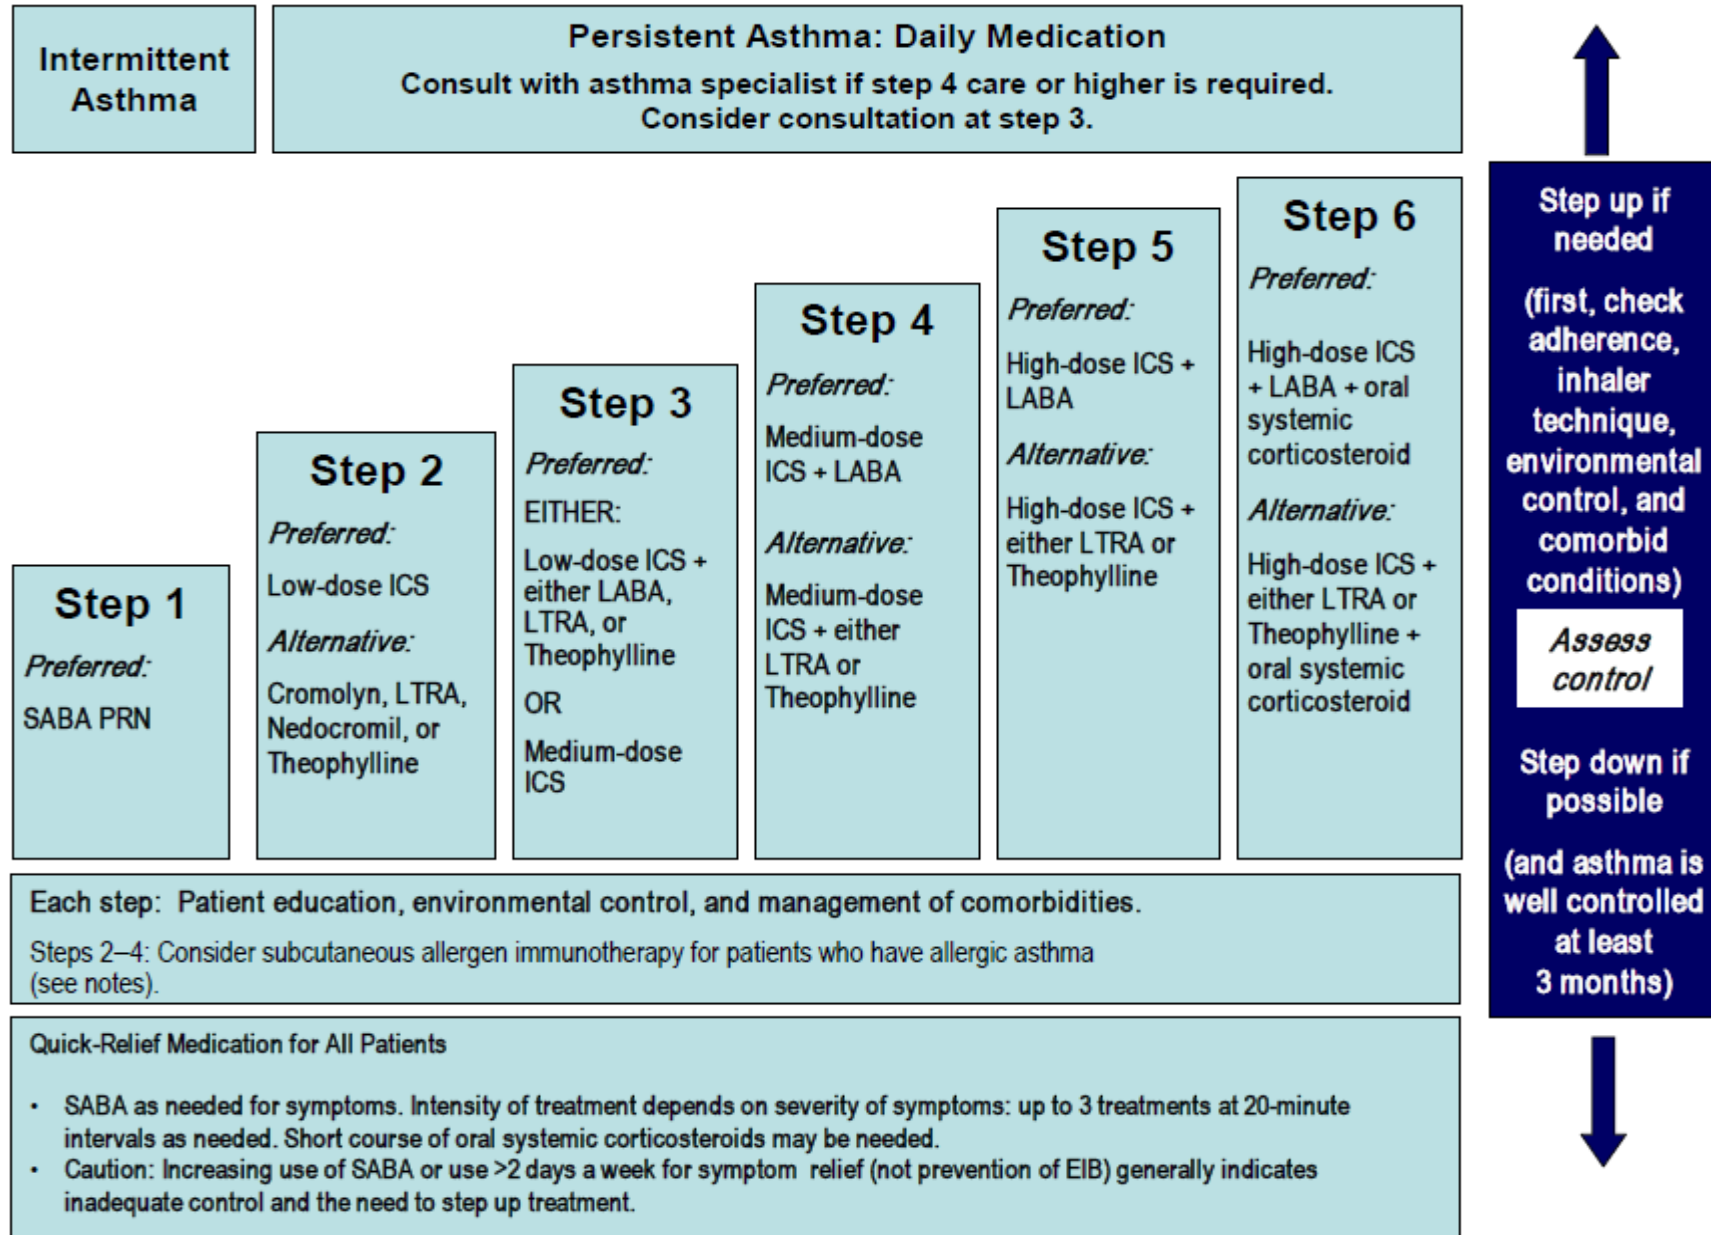 Intermittent
Asthma
Persistent Asthma: Daily Medication
Consult with asthma specialist if step 4 care or higher is required.
Consider consultation at step 3.
Step 1
Preferred:
SABA PRN
Step 2
Preferred:
Low-dose ICS
Alternative:
Cromolyn, LTRA,
Nedocromil, or
Theophylline
Step 3
Preferred:
EITHER:
Low-dose ICS +
either LABA,
LTRA, or
Theophylline
OR
Medium-dose
ICS
Step 4
Preferred:
Medium-dose
ICS + LABA
Alternative:
Medium-dose
ICS + either
LTRA or
Theophylline
Step 5
Preferred:
High-dose ICS +
LABA
Alternative:
High-dose ICS +
either LTRA or
Theophylline
Step 6
Preferred:
High-dose ICS
+ LABA + oral
systemic
corticosteroid
Alternative:
High-dose ICS +
either LTRA or
Theophylline +
oral systemic
corticosteroid
Step up if
needed
(first, check
adherence,
inhaler
technique,
environmental
control, and
comorbid
conditions)
Assess
control
Step down if
possible
(and asthma is
well controlled
at least
3 months)
Each step: Patient education, environmental control, and management of comorbidities.
Steps 2–4: Consider subcutaneous allergen immunotherapy for patients who have allergic asthma
(see notes).
Quick-Relief Medication for All Patients
• SABA as needed for symptoms. Intensity of treatment depends on severity of symptoms: up to 3 treatments at 20-minute
intervals as needed. Short course of oral systemic corticosteroids may be needed.
• Caution: Increasing use of SABA or use >2 days a week for symptom relief (not prevention of EIB) generally indicates
inadequate control and the need to step up treatment.